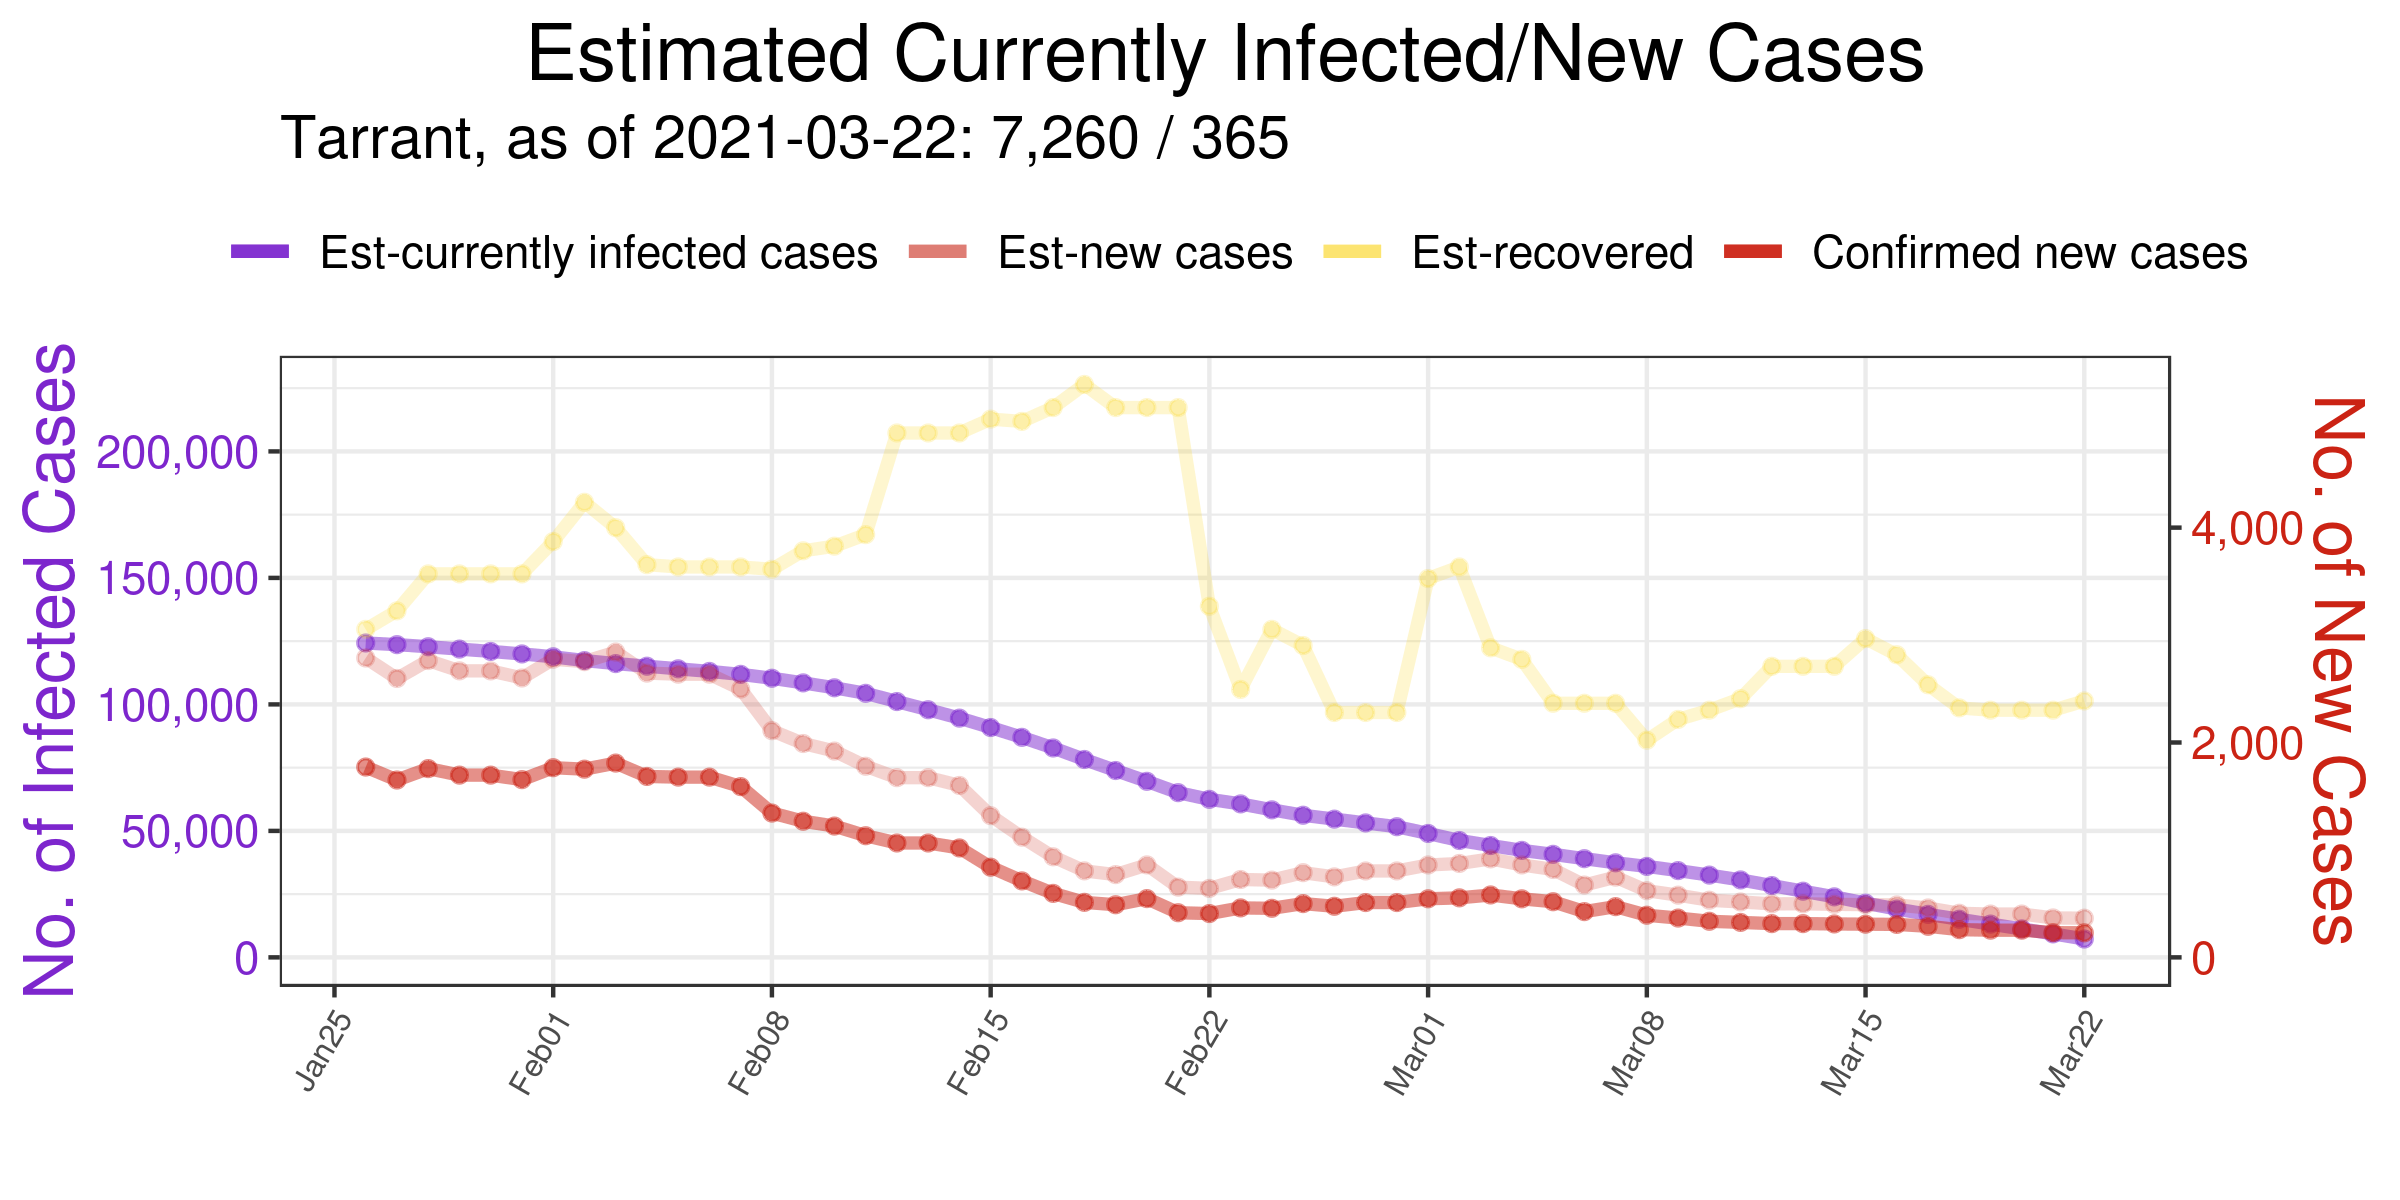 Estimated Currently Infected/New Cases
Tarrant, as of 2021-03-22: 7,260 / 365
Est-currently infected cases Est-new cases Est-recovered Confirmed new cases
No. of Infected Cases
200,000
150,000
100,000
50,000
0
4,000
2,000
0
No. of New Cases
Jan25 Feb01 Feb08 Feb15 Feb22 Mar01 Mar08 Mar15 Mar22